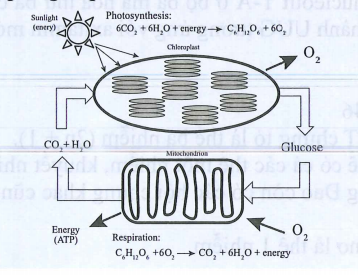 Sunlight
(enery)
Photosynthesis:
6CO₂ + 6H₂O + energy → C₆H₁₂O₆ + 6O₂
Chloroplast
O₂
CO₂+H₂O
Glucose
Mitochondrion
Energy
(ATP)
O₂
Respiration:
C₆H₁₂O₆ +6O₂ → CO₂ + 6H₂O + energy